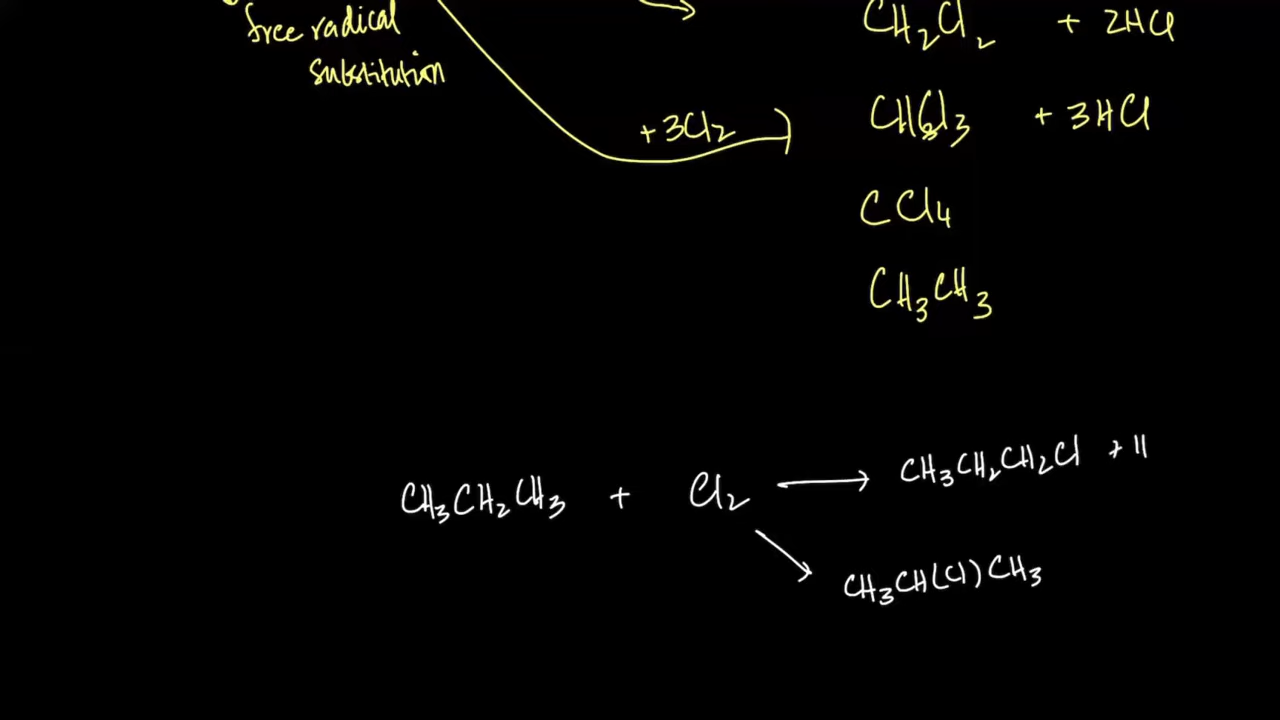 free radical
substitution
CH₂Cl₂ + 2HCl
+3Cl₂
CHCl₃ + 3HCl
CCl₄
CH₃CH₃
CH₃CH₂CH₃ + Cl₂ → CH₃CH₂CH₂Cl + H
CH₃CH(Cl)CH₃